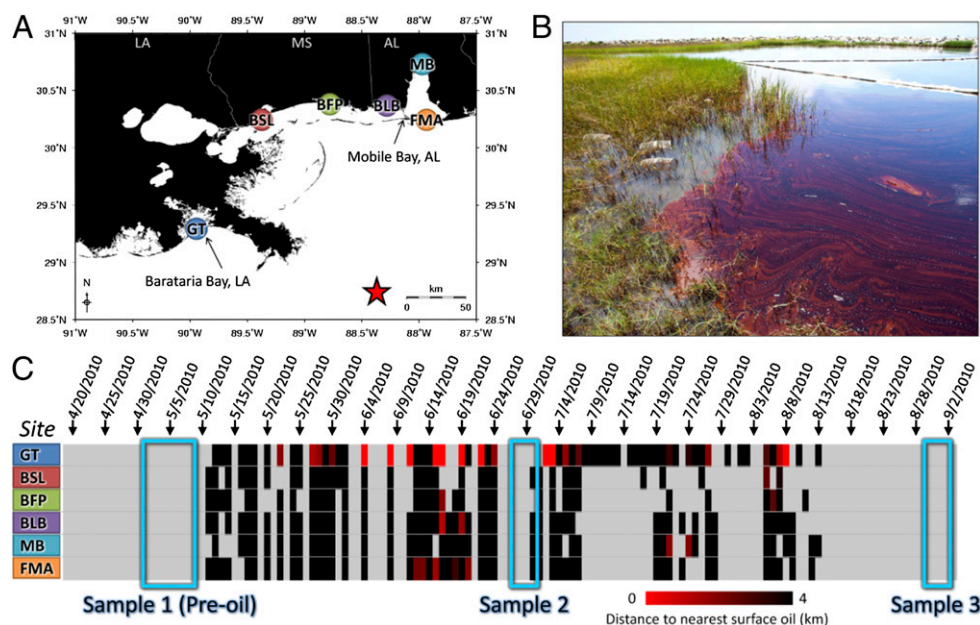 A
91°W 90.5° 90° 89.5° 89° 88.5° 88° 87.5°
31°N 31°N
LA MS AL
MB
30.5° 30.5°
BSL BFP BLB FMA
30° 30°
Mobile Bay, AL
29.5° 29.5°
GT
29° 29°
Barataria Bay, LA
N km
0 50
28.5°N 28.5°N
91°W 90.5° 90° 89.5° 89° 88.5° 88° 87.5°W
B
C
4/20/2010 4/25/2010 4/30/2010 5/5/2010 5/10/2010 5/15/2010 5/20/2010 5/25/2010 5/30/2010 6/4/2010 6/9/2010 6/14/2010 6/19/2010 6/24/2010 6/29/2010 7/4/2010 7/9/2010 7/14/2010 7/19/2010 7/24/2010 7/29/2010 8/3/2010 8/8/2010 8/13/2010 8/18/2010 8/23/2010 8/28/2010 9/2/2010
Site
GT
BSL
BFP
BLB
MB
FMA
Sample 1 (Pre-oil) Sample 2 Sample 3
0 4
Distance to nearest surface oil (km)